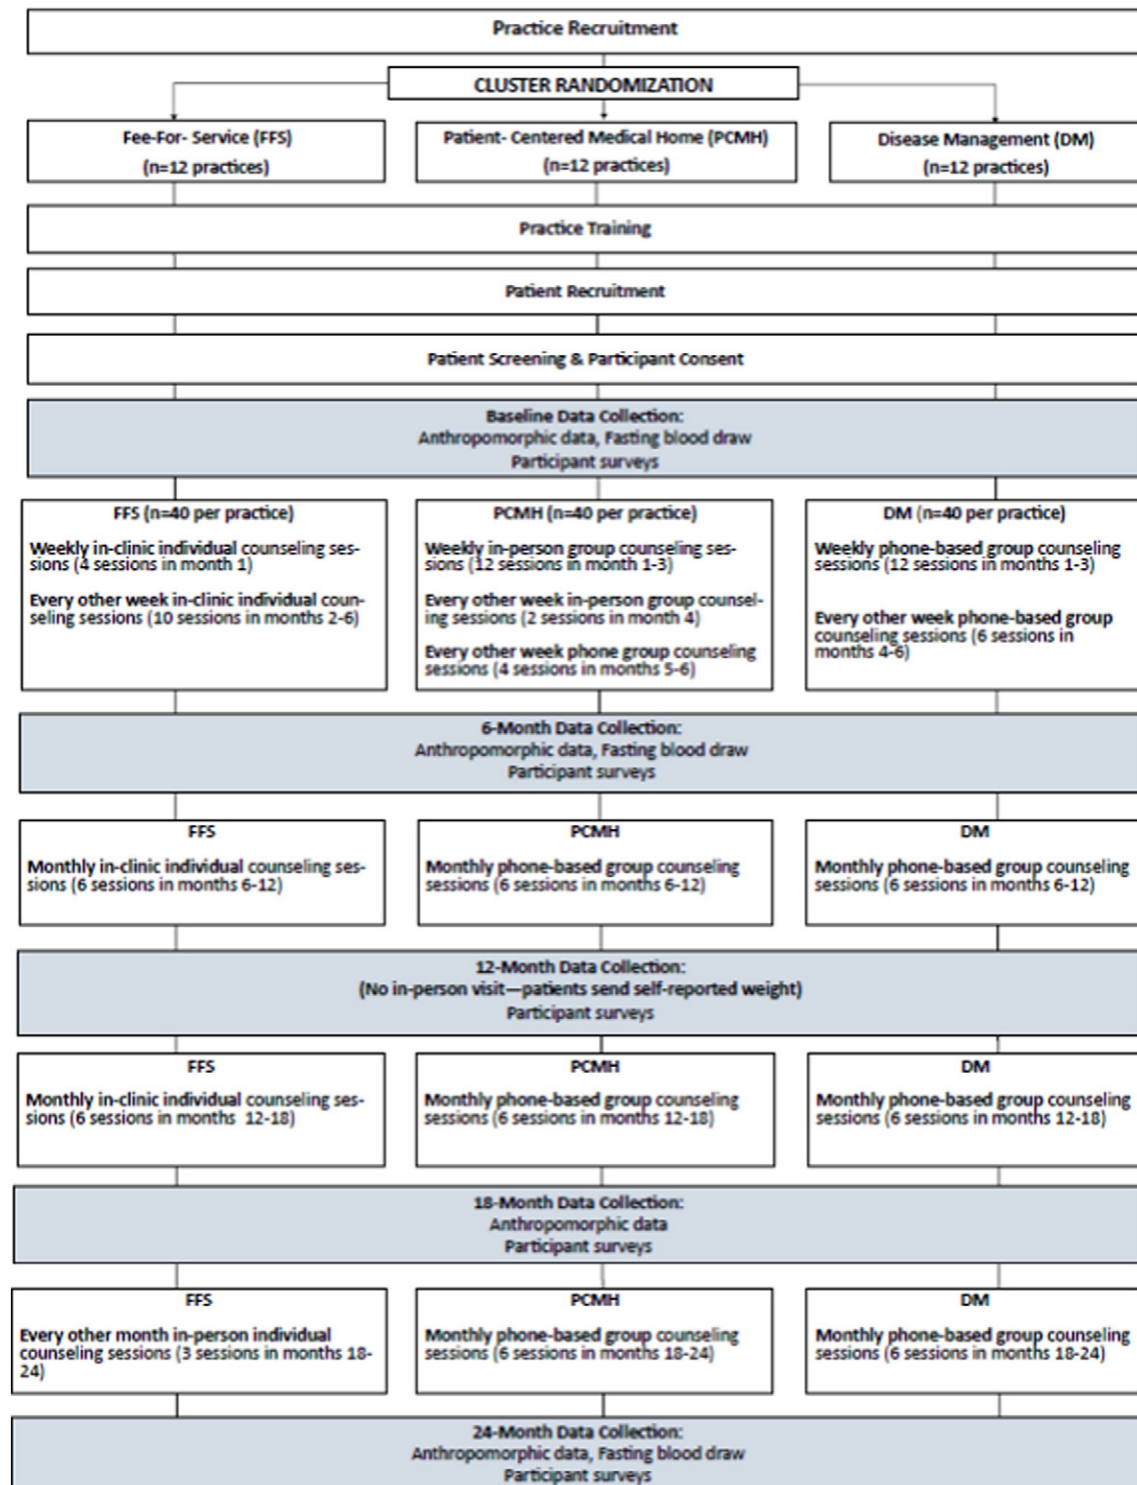 Practice Recruitment
CLUSTER RANDOMIZATION
Fee-For- Service (FFS)
(n=12 practices)
Patient- Centered Medical Home (PCMH)
(n=12 practices)
Disease Management (DM)
(n=12 practices)
Practice Training
Patient Recruitment
Patient Screening & Participant Consent
Baseline Data Collection:
Anthropomorphic data, Fasting blood draw
Participant surveys
FFS (n=40 per practice)
Weekly in-clinic individual counseling ses-
sions (4 sessions in month 1)
Every other week in-clinic individual coun-
seling sessions (10 sessions in months 2-6)
PCMH (n=40 per practice)
Weekly in-person group counseling ses-
sions (12 sessions in month 1-3)
Every other week in-person group counsel-
ing sessions (2 sessions in month 4)
Every other week phone group counseling
sessions (4 sessions in months 5-6)
DM (n=40 per practice)
Weekly phone-based group counseling
sessions (12 sessions in months 1-3)
Every other week phone-based group
counseling sessions (6 sessions in
months 4-6)
6-Month Data Collection:
Anthropomorphic data, Fasting blood draw
Participant surveys
FFS
Monthly in-clinic individual counseling ses-
sions (6 sessions in months 6-12)
PCMH
Monthly phone-based group counseling
sessions (6 sessions in months 6-12)
DM
Monthly phone-based group counseling
sessions (6 sessions in months 6-12)
12-Month Data Collection:
(No in-person visit—patients send self-reported weight)
Participant surveys
FFS
Monthly in-clinic individual counseling ses-
sions (6 sessions in months 12-18)
PCMH
Monthly phone-based group counseling
sessions (6 sessions in months 12-18)
DM
Monthly phone-based group counseling
sessions (6 sessions in months 12-18)
18-Month Data Collection:
Anthropomorphic data
Participant surveys
FFS
Every other month in-person individual
counseling sessions (3 sessions in months 18-
24)
PCMH
Monthly phone-based group counseling
sessions (6 sessions in months 18-24)
DM
Monthly phone-based group counseling
sessions (6 sessions in months 18-24)
24-Month Data Collection:
Anthropomorphic data, Fasting blood draw
Participant surveys